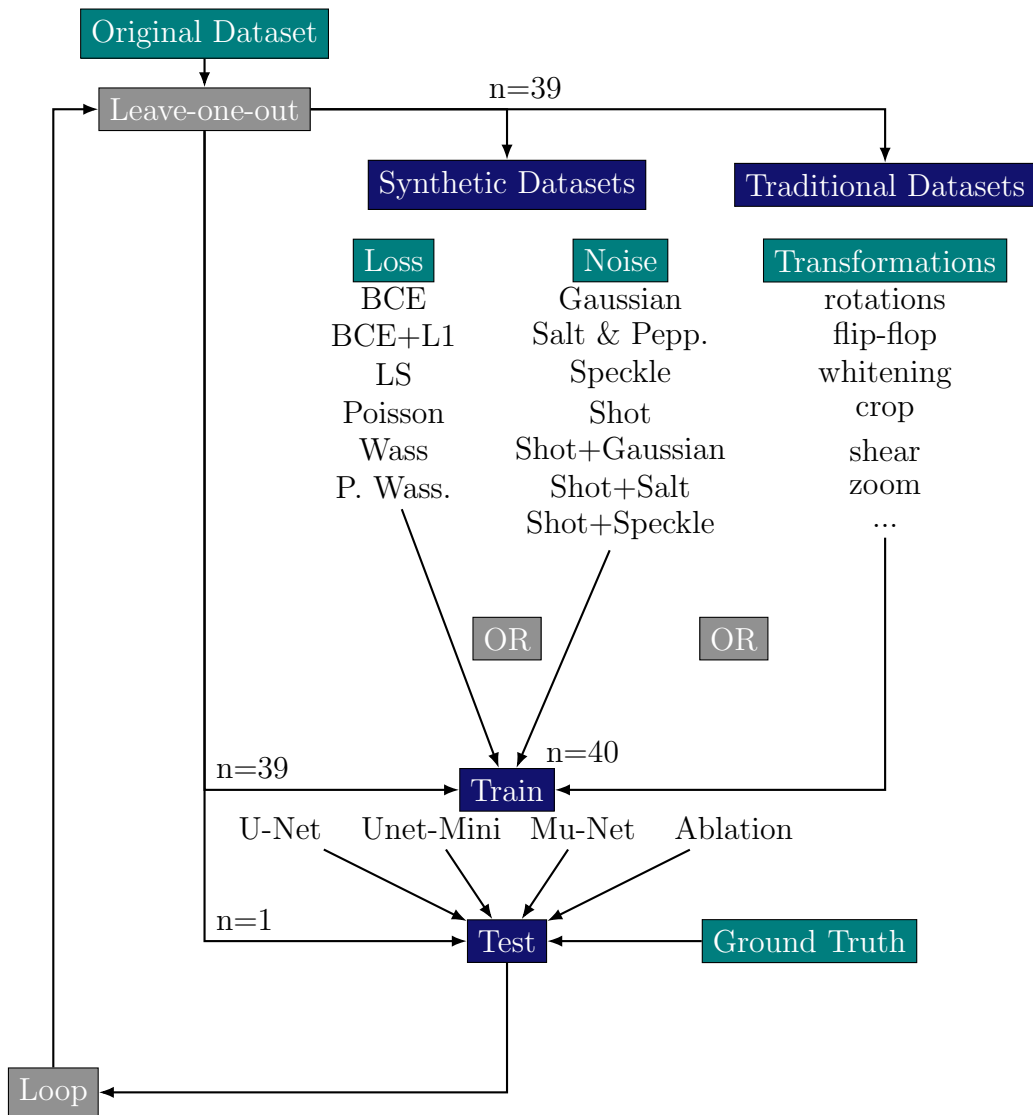 Original Dataset
n=39
Leave-one-out
Synthetic Datasets
Traditional Datasets
Loss
BCE
BCE+L1
LS
Poisson
Wass
P. Wass.
Noise
Gaussian
Salt & Pepp.
Speckle
Shot
Shot+Gaussian
Shot+Salt
Shot+Speckle
Transformations
rotations
flip-flop
whitening
crop
shear
zoom
...
OR
OR
n=39
n=40
Train
U-Net
Unet-Mini
Mu-Net
Ablation
n=1
Test
Ground Truth
Loop